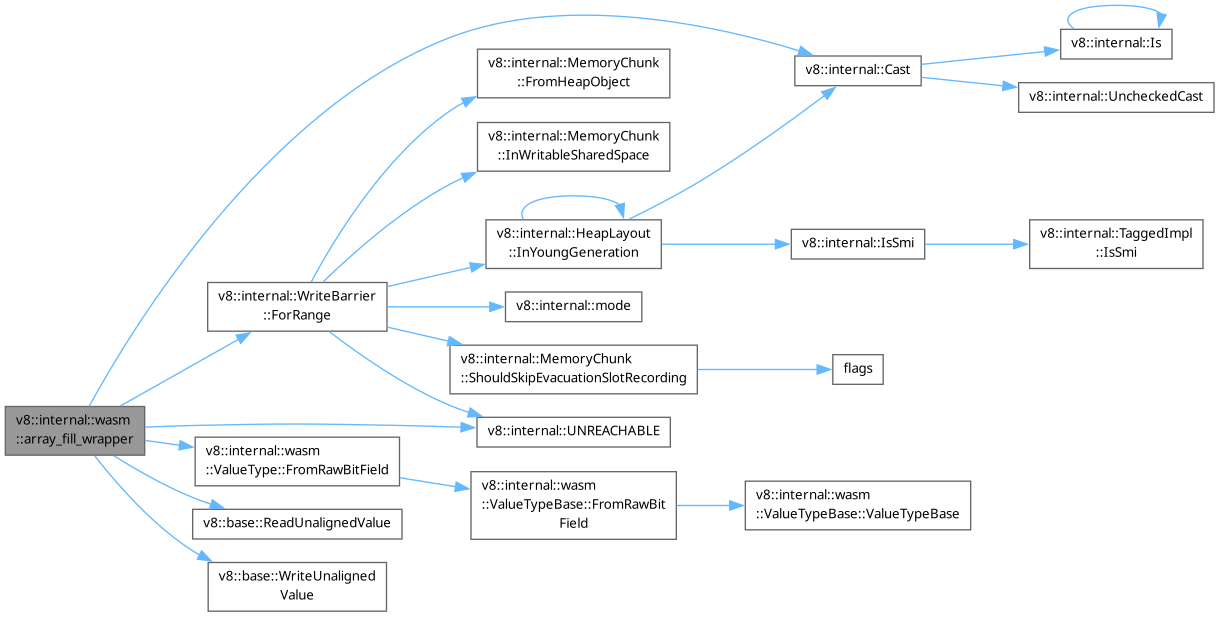 v8::internal::Is
v8::internal::MemoryChunk
::FromHeapObject
v8::internal::Cast
v8::internal::UncheckedCast
v8::internal::MemoryChunk
::InWritableSharedSpace
v8::internal::HeapLayout
::InYoungGeneration
v8::internal::IsSmi
v8::internal::TaggedImpl
::IsSmi
v8::internal::WriteBarrier
::ForRange
v8::internal::mode
v8::internal::MemoryChunk
::ShouldSkipEvacuationSlotRecording
flags
v8::internal::wasm
::array_fill_wrapper
v8::internal::UNREACHABLE
v8::internal::wasm
::ValueType::FromRawBitField
v8::internal::wasm
::ValueTypeBase::FromRawBit
Field
v8::internal::wasm
::ValueTypeBase::ValueTypeBase
v8::base::ReadUnalignedValue
v8::base::WriteUnaligned
Value